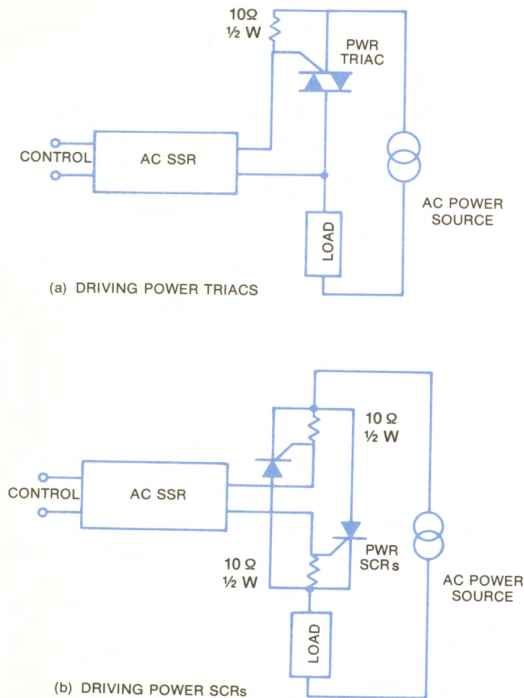 10Ω
½ W
PWR
TRIAC
CONTROL
AC SSR
AC POWER
SOURCE
LOAD
(a) DRIVING POWER TRIACS
10 Ω
½ W
CONTROL
AC SSR
10 Ω
½ W
PWR
SCRs
AC POWER
SOURCE
LOAD
(b) DRIVING POWER SCRs